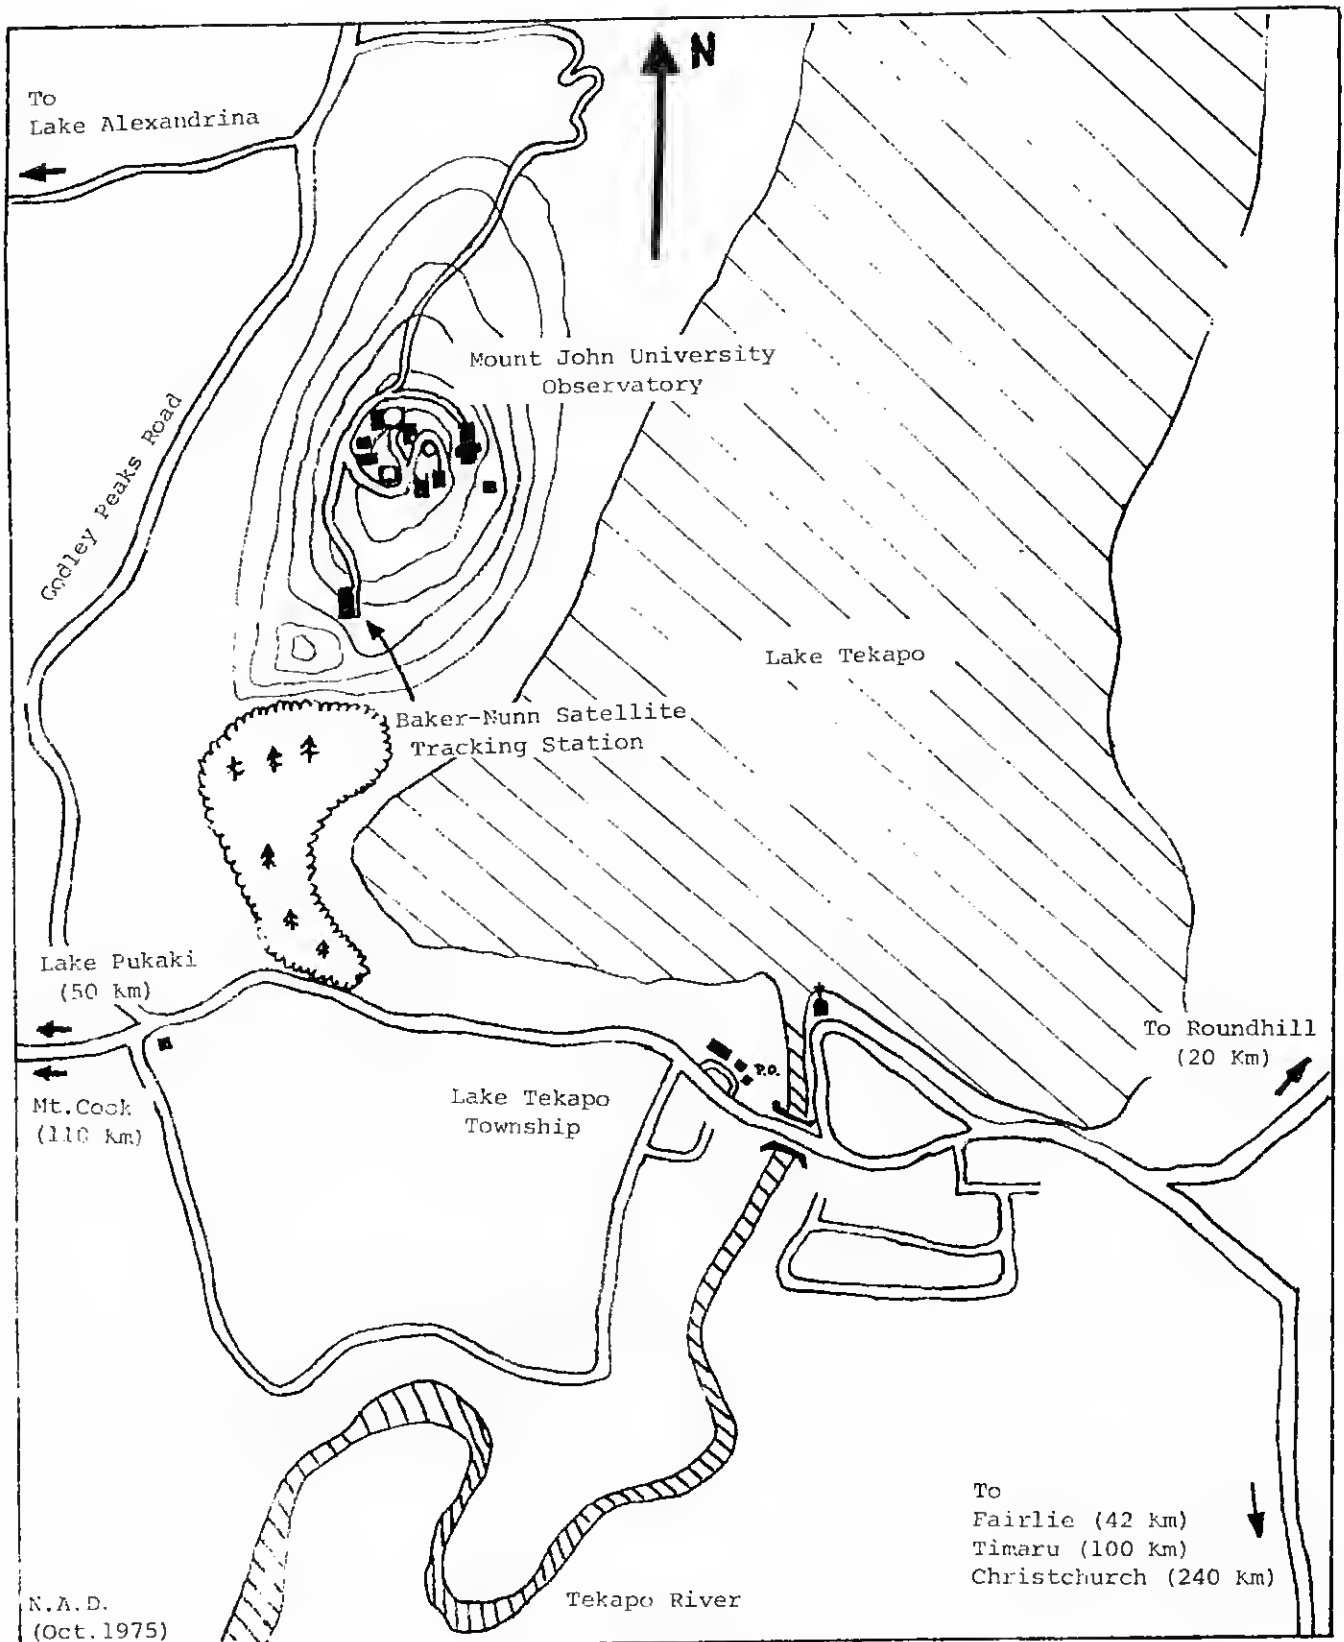 N
To
Lake Alexandrina
Mount John University
Observatory
Godley Peaks Road
Lake Tekapo
Baker-Nunn Satellite
Tracking Station
Lake Pukaki
(50 Km)
To Roundhill
(20 Km)
P.O.
Mt.Cook
(110 Km)
Lake Tekapo
Township
To
Fairlie (42 Km)
Timaru (100 Km)
Christchurch (240 Km)
Tekapo River
N.A.D.
(Oct.1975)